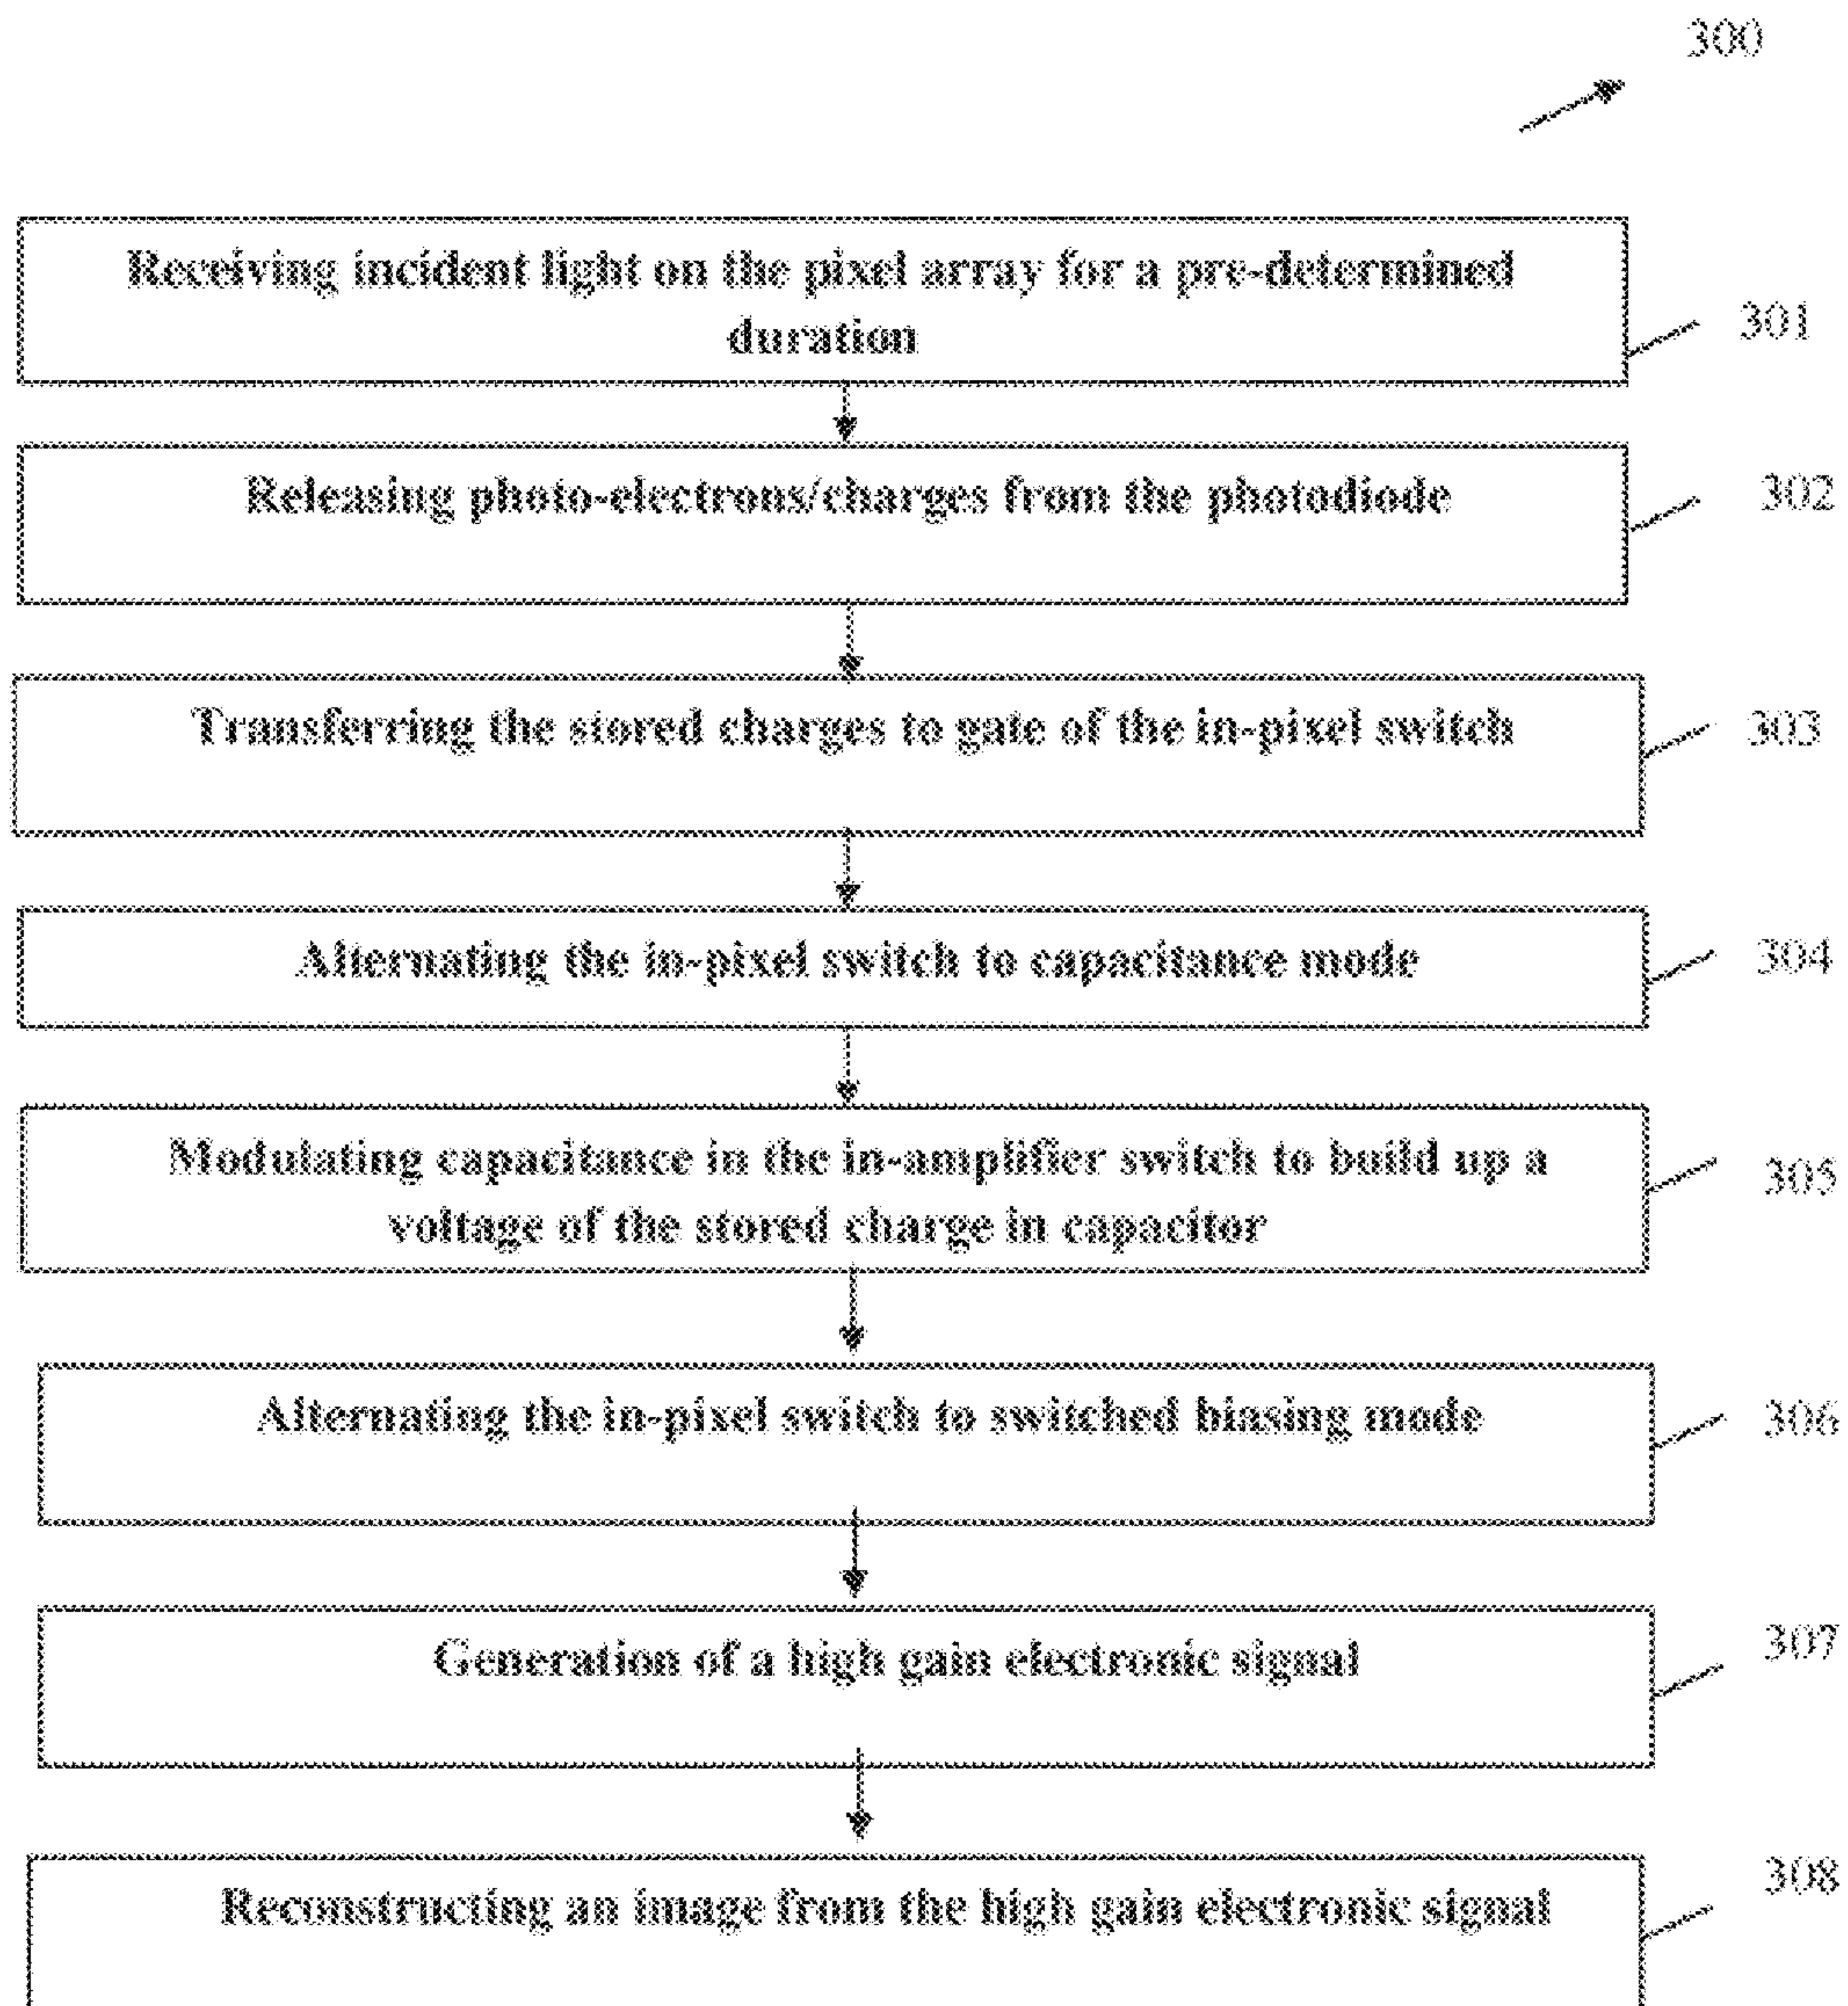 300
Receiving incident light on the pixel array for a pre-determined
duration
301
Releasing photo-electrons/charges from the photodiode
302
Transferring the stored charges to gate of the in-pixel switch
303
Alternating the in-pixel switch to capacitance mode
304
Modulating capacitance in the in-amplifier switch to build up a
voltage of the stored charge in capacitor
305
Alternating the in-pixel switch to switched biasing mode
306
Generation of a high gain electronic signal
307
Reconstructing an image from the high gain electronic signal
308